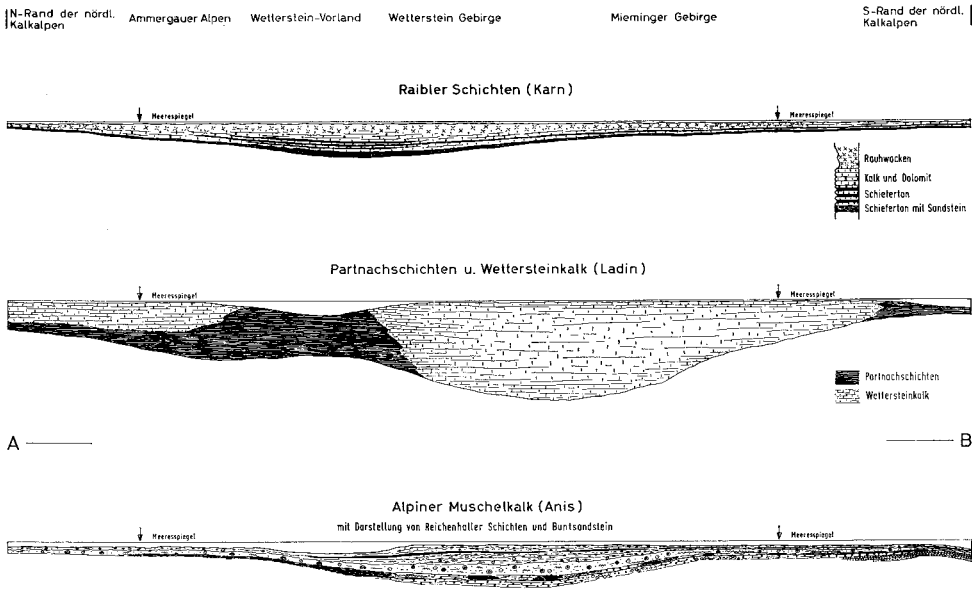 N-Rand der nördl. Kalkalpen
Ammergauer Alpen
Wetterstein-Vorland
Wetterstein Gebirge
Mieminger Gebirge
S-Rand der nördl. Kalkalpen
Raibler Schichten (Karn)
Meeresspiegel
Meeresspiegel
Rauhwacken
Kalk und Dolomit
Schieferton
Schieferton mit Sandstein
Partnachschichten u. Wettersteinkalk (Ladin)
Meeresspiegel
Meeresspiegel
Partnachschichten
Wettersteinkalk
A
B
Alpiner Muschelkalk (Anis)
mit Darstellung von Reichenhaller Schichten und Buntsandstein
Meeresspiegel
Meeresspiegel